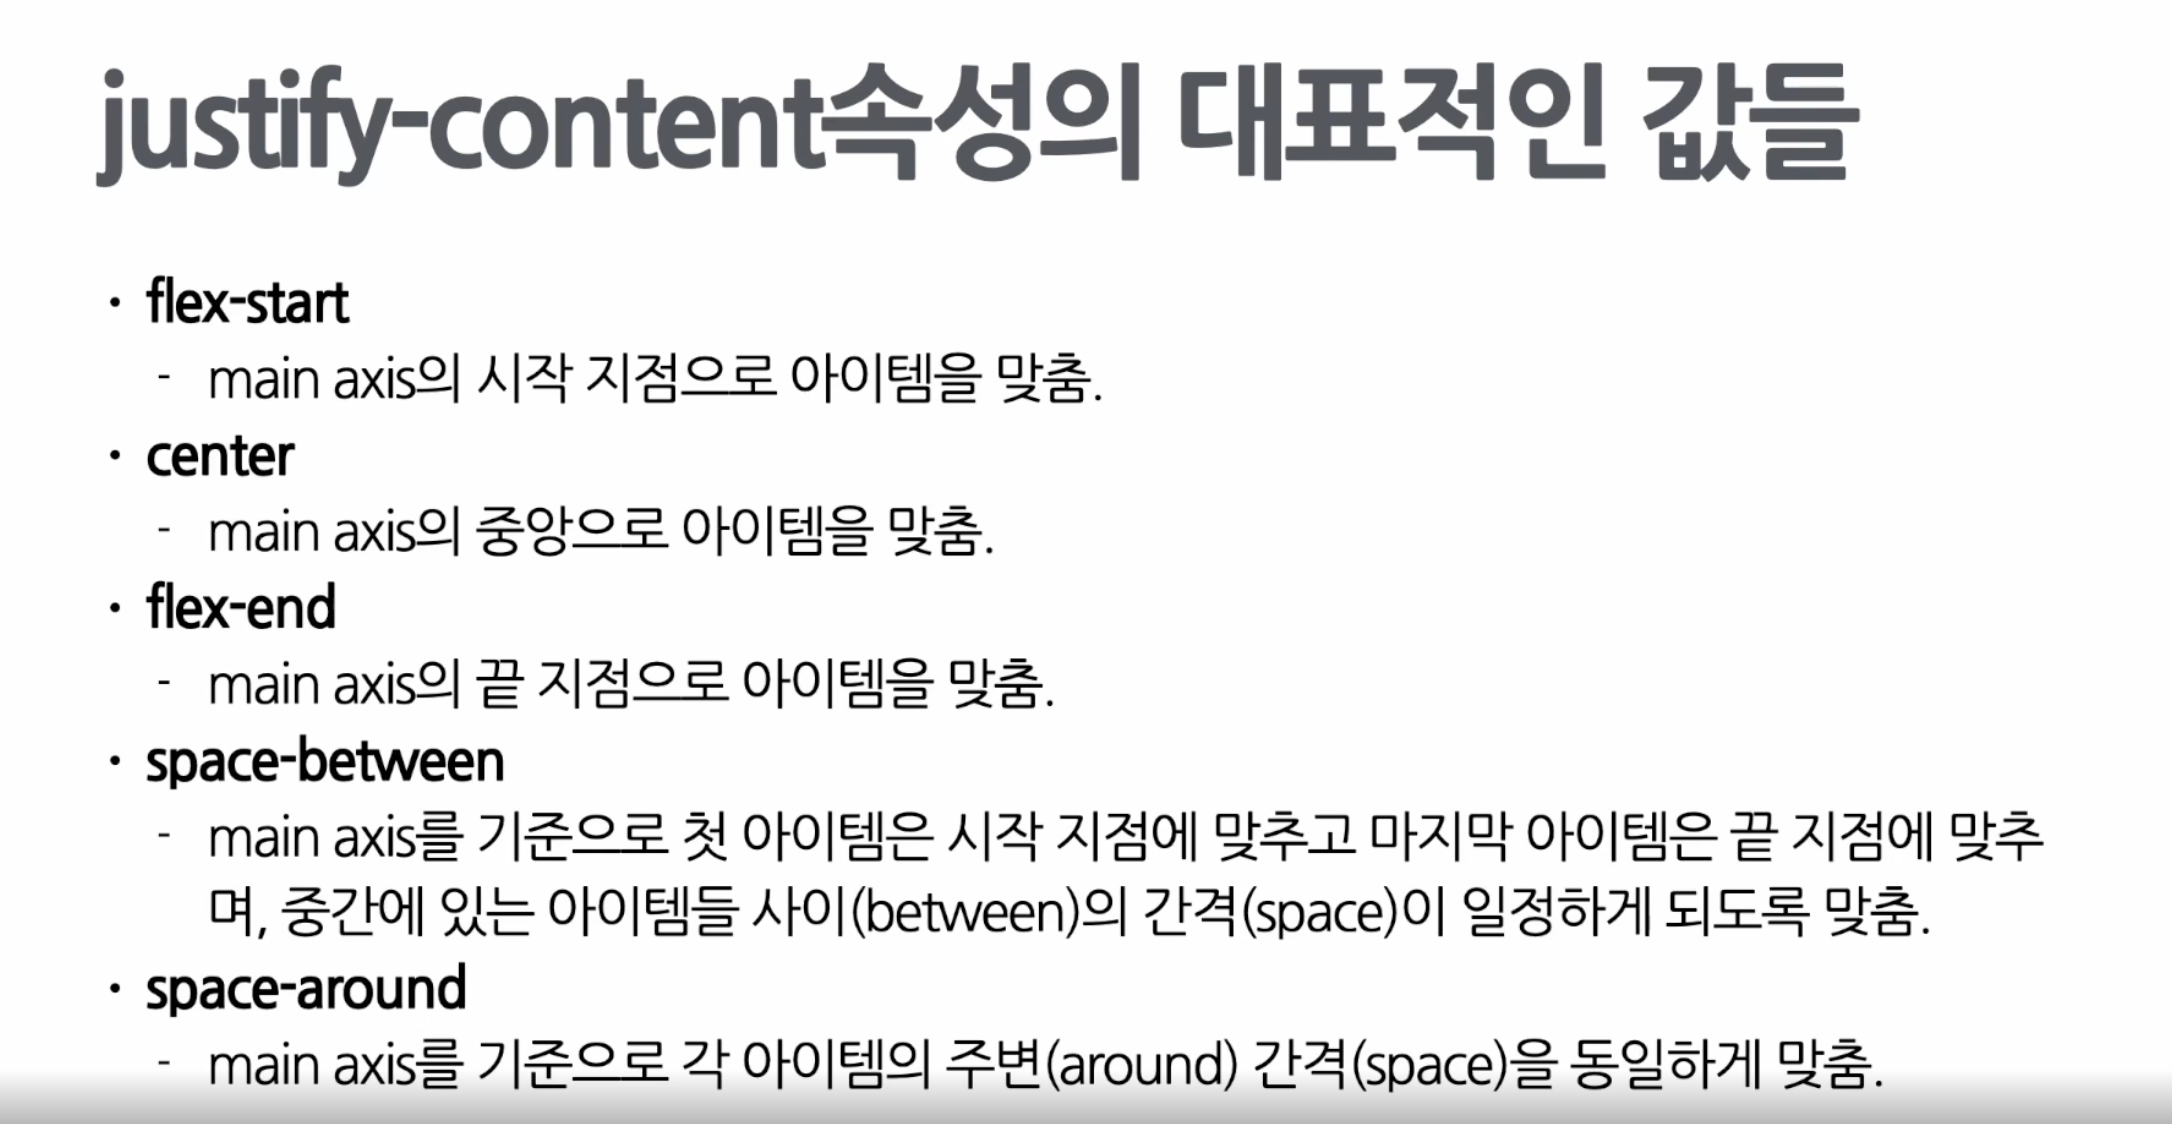 justify-content속성의 대표적인 값들
· flex-start
- main axis의 시작 지점으로 아이템을 맞춤.
· center
- main axis의 중앙으로 아이템을 맞춤.
· flex-end
- main axis의 끝 지점으로 아이템을 맞춤.
· space-between
- main axis를 기준으로 첫 아이템은 시작 지점에 맞추고 마지막 아이템은 끝 지점에 맞추
며, 중간에 있는 아이템들 사이(between)의 간격(space)이 일정하게 되도록 맞춤.
· space-around
- main axis를 기준으로 각 아이템의 주변(around) 간격(space)을 동일하게 맞춤.